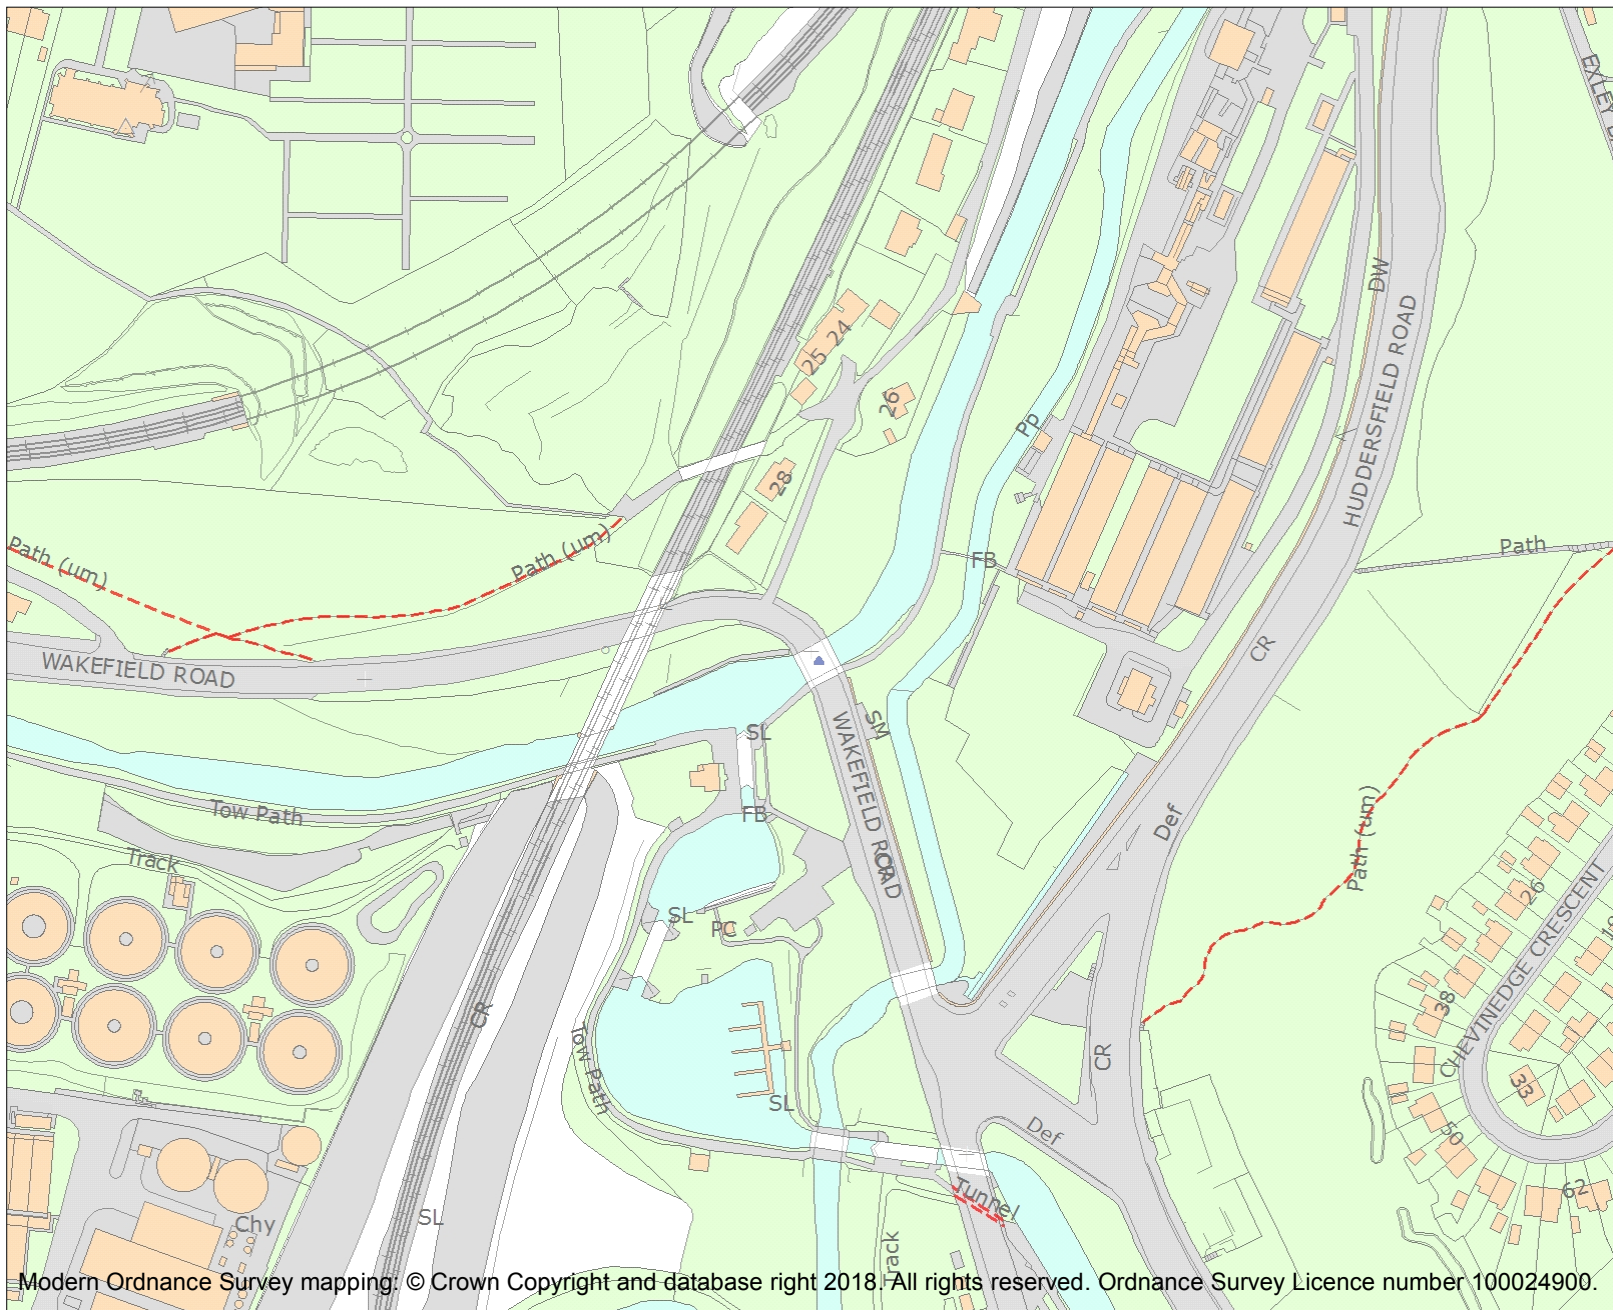 EXLEY
DW
HUDDERSFIELD ROAD
24
25
26
Pp
28
Path (um)
Path (um)
FB
Path
WAKEFIELD ROAD
CR
SM
SL
WAKEFIELD ROAD
CR
Tow Path
FB
Def
Path (um)
Track
26
CHEVINEDGE CRESCENT
SL
PC
38
CR
Tow Path
CR
33
SL
Def
50
Tunnel
62
SL
Chy
Track
Modern Ordnance Survey mapping: © Crown Copyright and database right 2018. All rights reserved. Ordnance Survey Licence number 100024900.